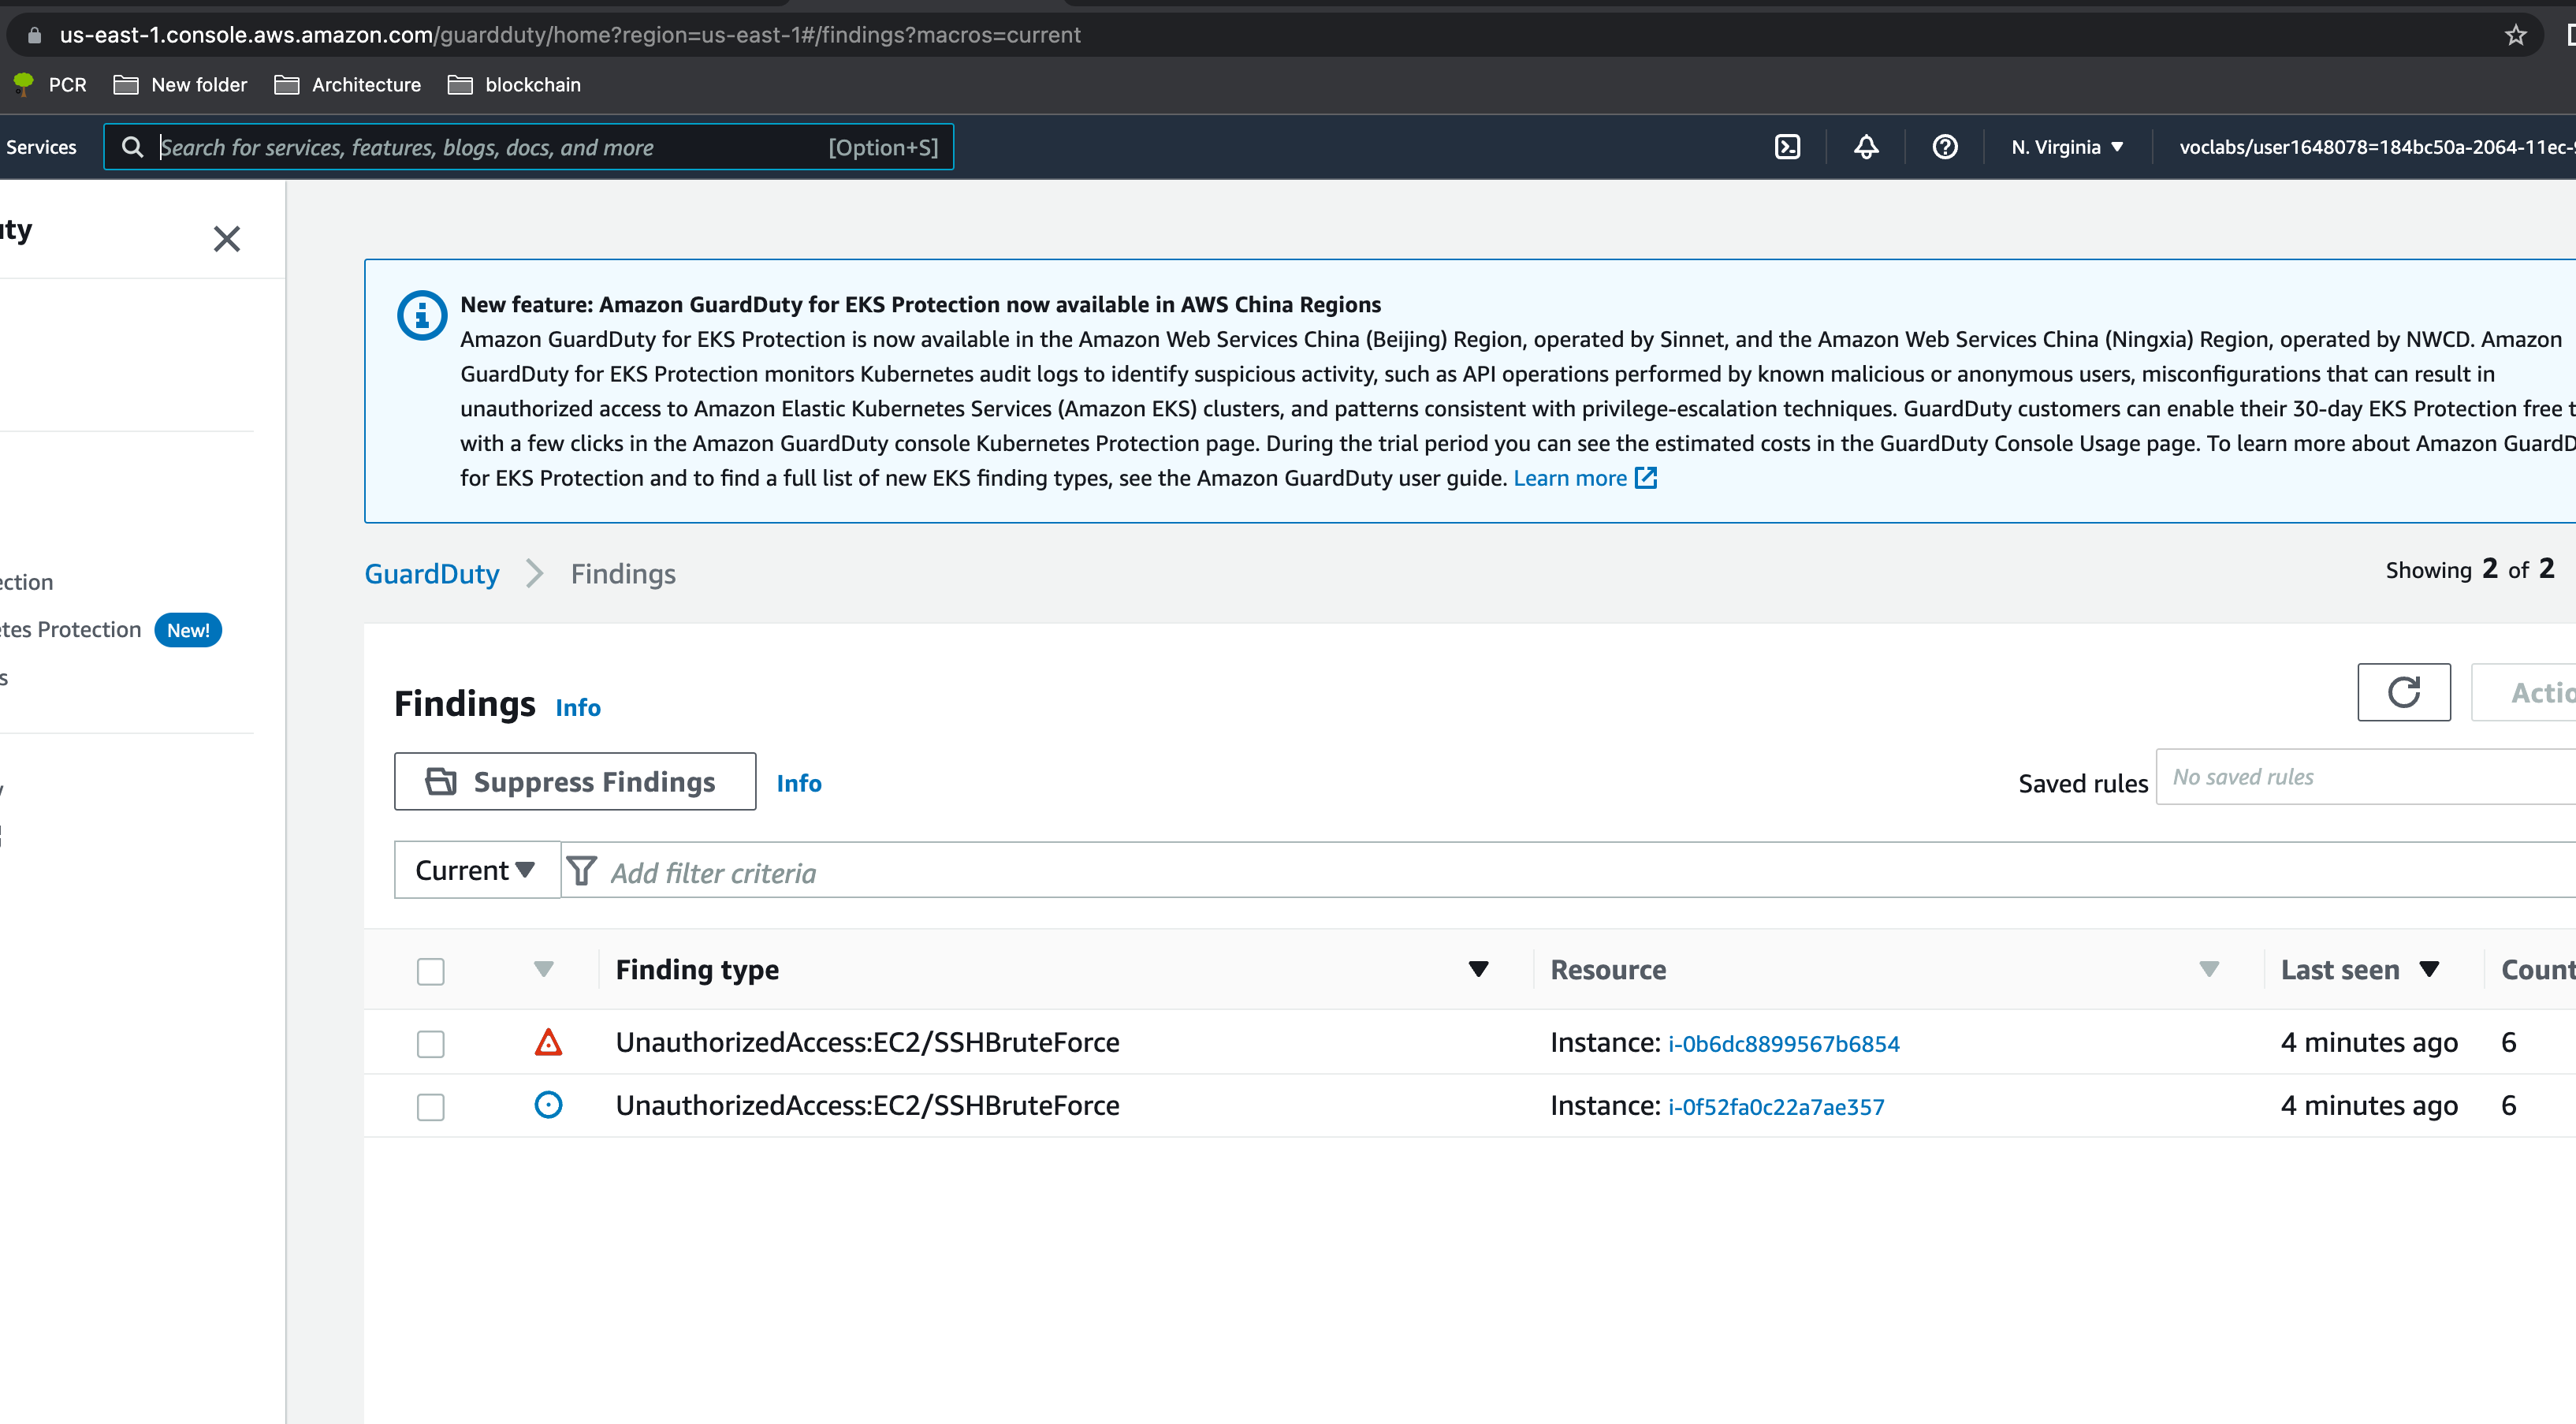 us-east-1.console.aws.amazon.com/guardduty/home?region=us-east-1#/findings?macros=current
PCR New folder Architecture blockchain
Services Search for services, features, blogs, docs, and more [Option+S] N. Virginia voclabs/user1648078=184bc50a-2064-11ec-
uty
New feature: Amazon GuardDuty for EKS Protection now available in AWS China Regions
Amazon GuardDuty for EKS Protection is now available in the Amazon Web Services China (Beijing) Region, operated by Sinnet, and the Amazon Web Services China (Ningxia) Region, operated by NWCD. Amazon
GuardDuty for EKS Protection monitors Kubernetes audit logs to identify suspicious activity, such as API operations performed by known malicious or anonymous users, misconfigurations that can result in
unauthorized access to Amazon Elastic Kubernetes Services (Amazon EKS) clusters, and patterns consistent with privilege-escalation techniques. GuardDuty customers can enable their 30-day EKS Protection free t
with a few clicks in the Amazon GuardDuty console Kubernetes Protection page. During the trial period you can see the estimated costs in the GuardDuty Console Usage page. To learn more about Amazon GuardD
for EKS Protection and to find a full list of new EKS finding types, see the Amazon GuardDuty user guide. Learn more
GuardDuty Findings Showing 2 of 2
ection
etes Protection New!
s
Findings Info Actio
Suppress Findings Info Saved rules No saved rules
Current Add filter criteria
Finding type Resource Last seen Count
UnauthorizedAccess:EC2/SSHBruteForce Instance: i-0b6dc8899567b6854 4 minutes ago 6
UnauthorizedAccess:EC2/SSHBruteForce Instance: i-0f52fa0c22a7ae357 4 minutes ago 6